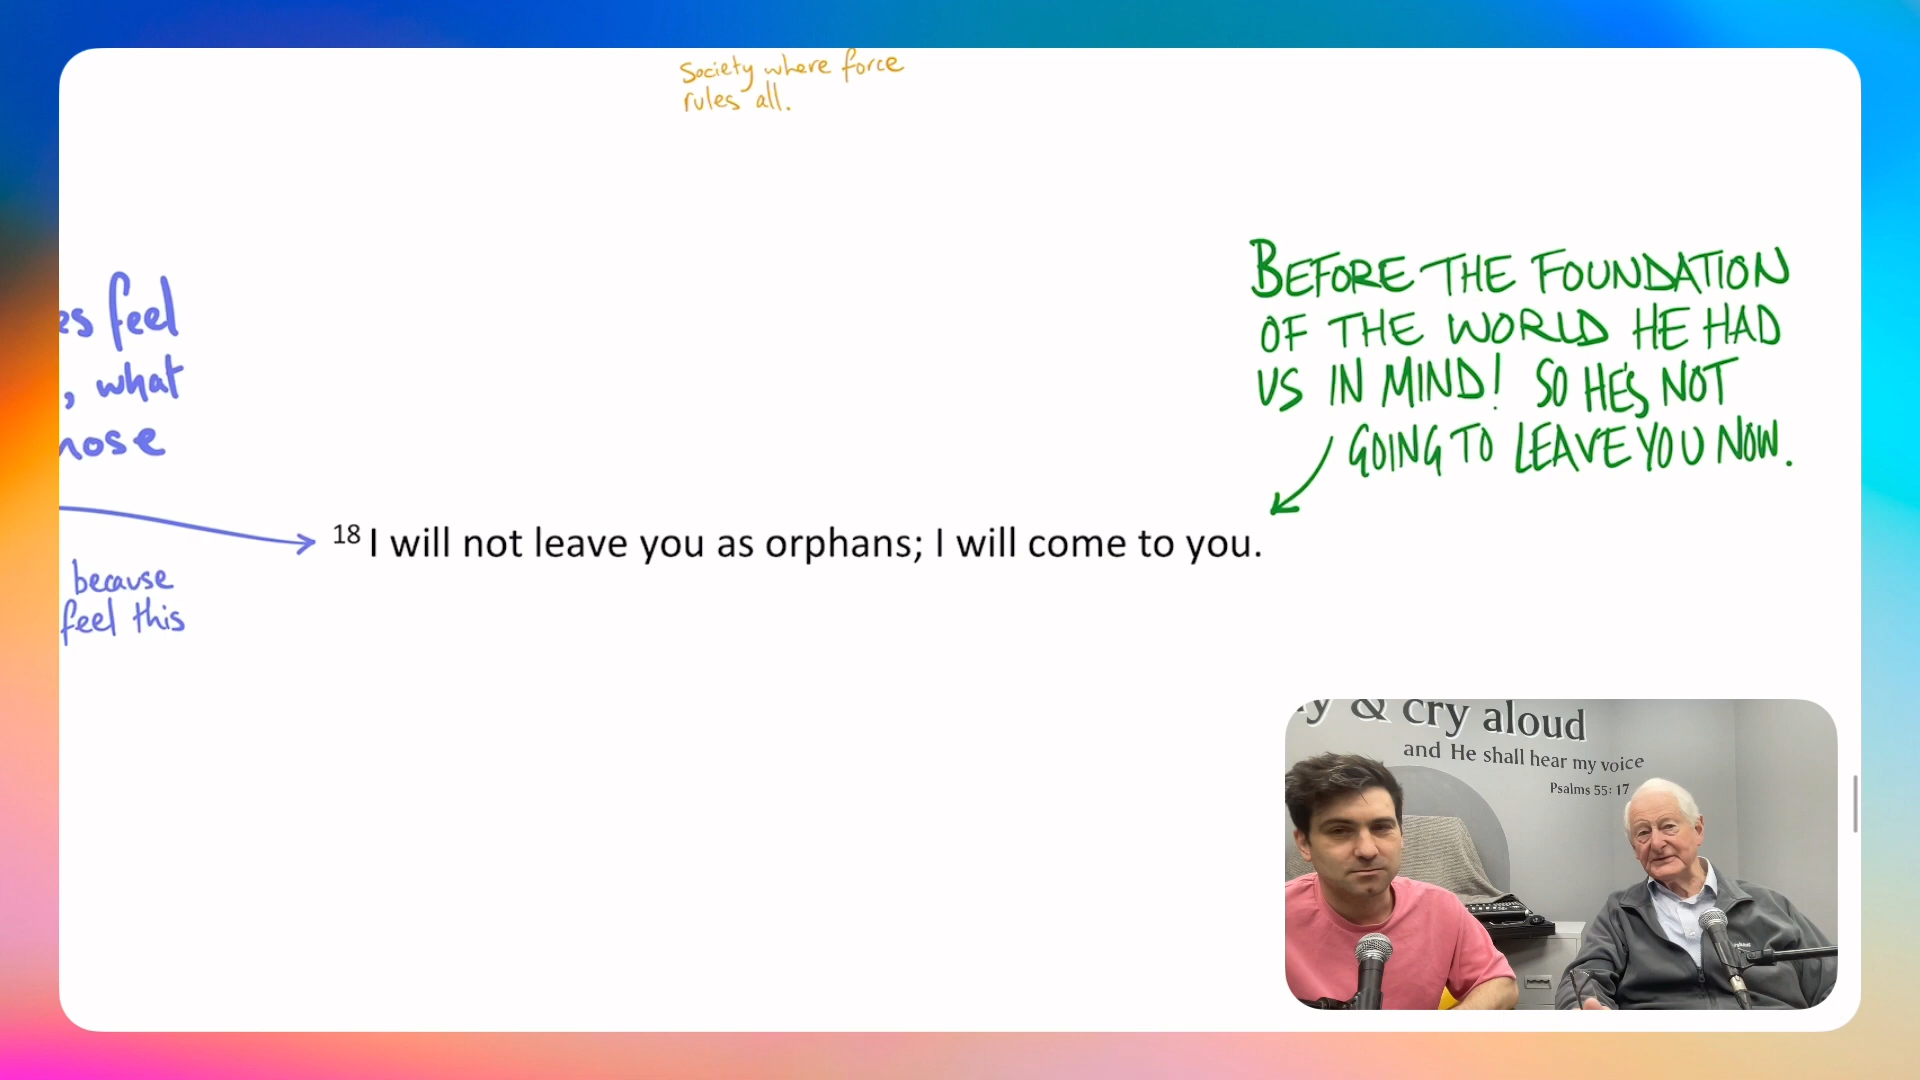 Society where force
rules all.
BEFORE THE FOUNDATION
OF THE WORLD HE HAD
US IN MIND! SO HE'S NOT
GOING TO LEAVE YOU NOW.
es feel
, what
hose
18 I will not leave you as orphans; I will come to you.
because
feel this
& cry aloud
and He shall hear my voice
Psalms 55:17